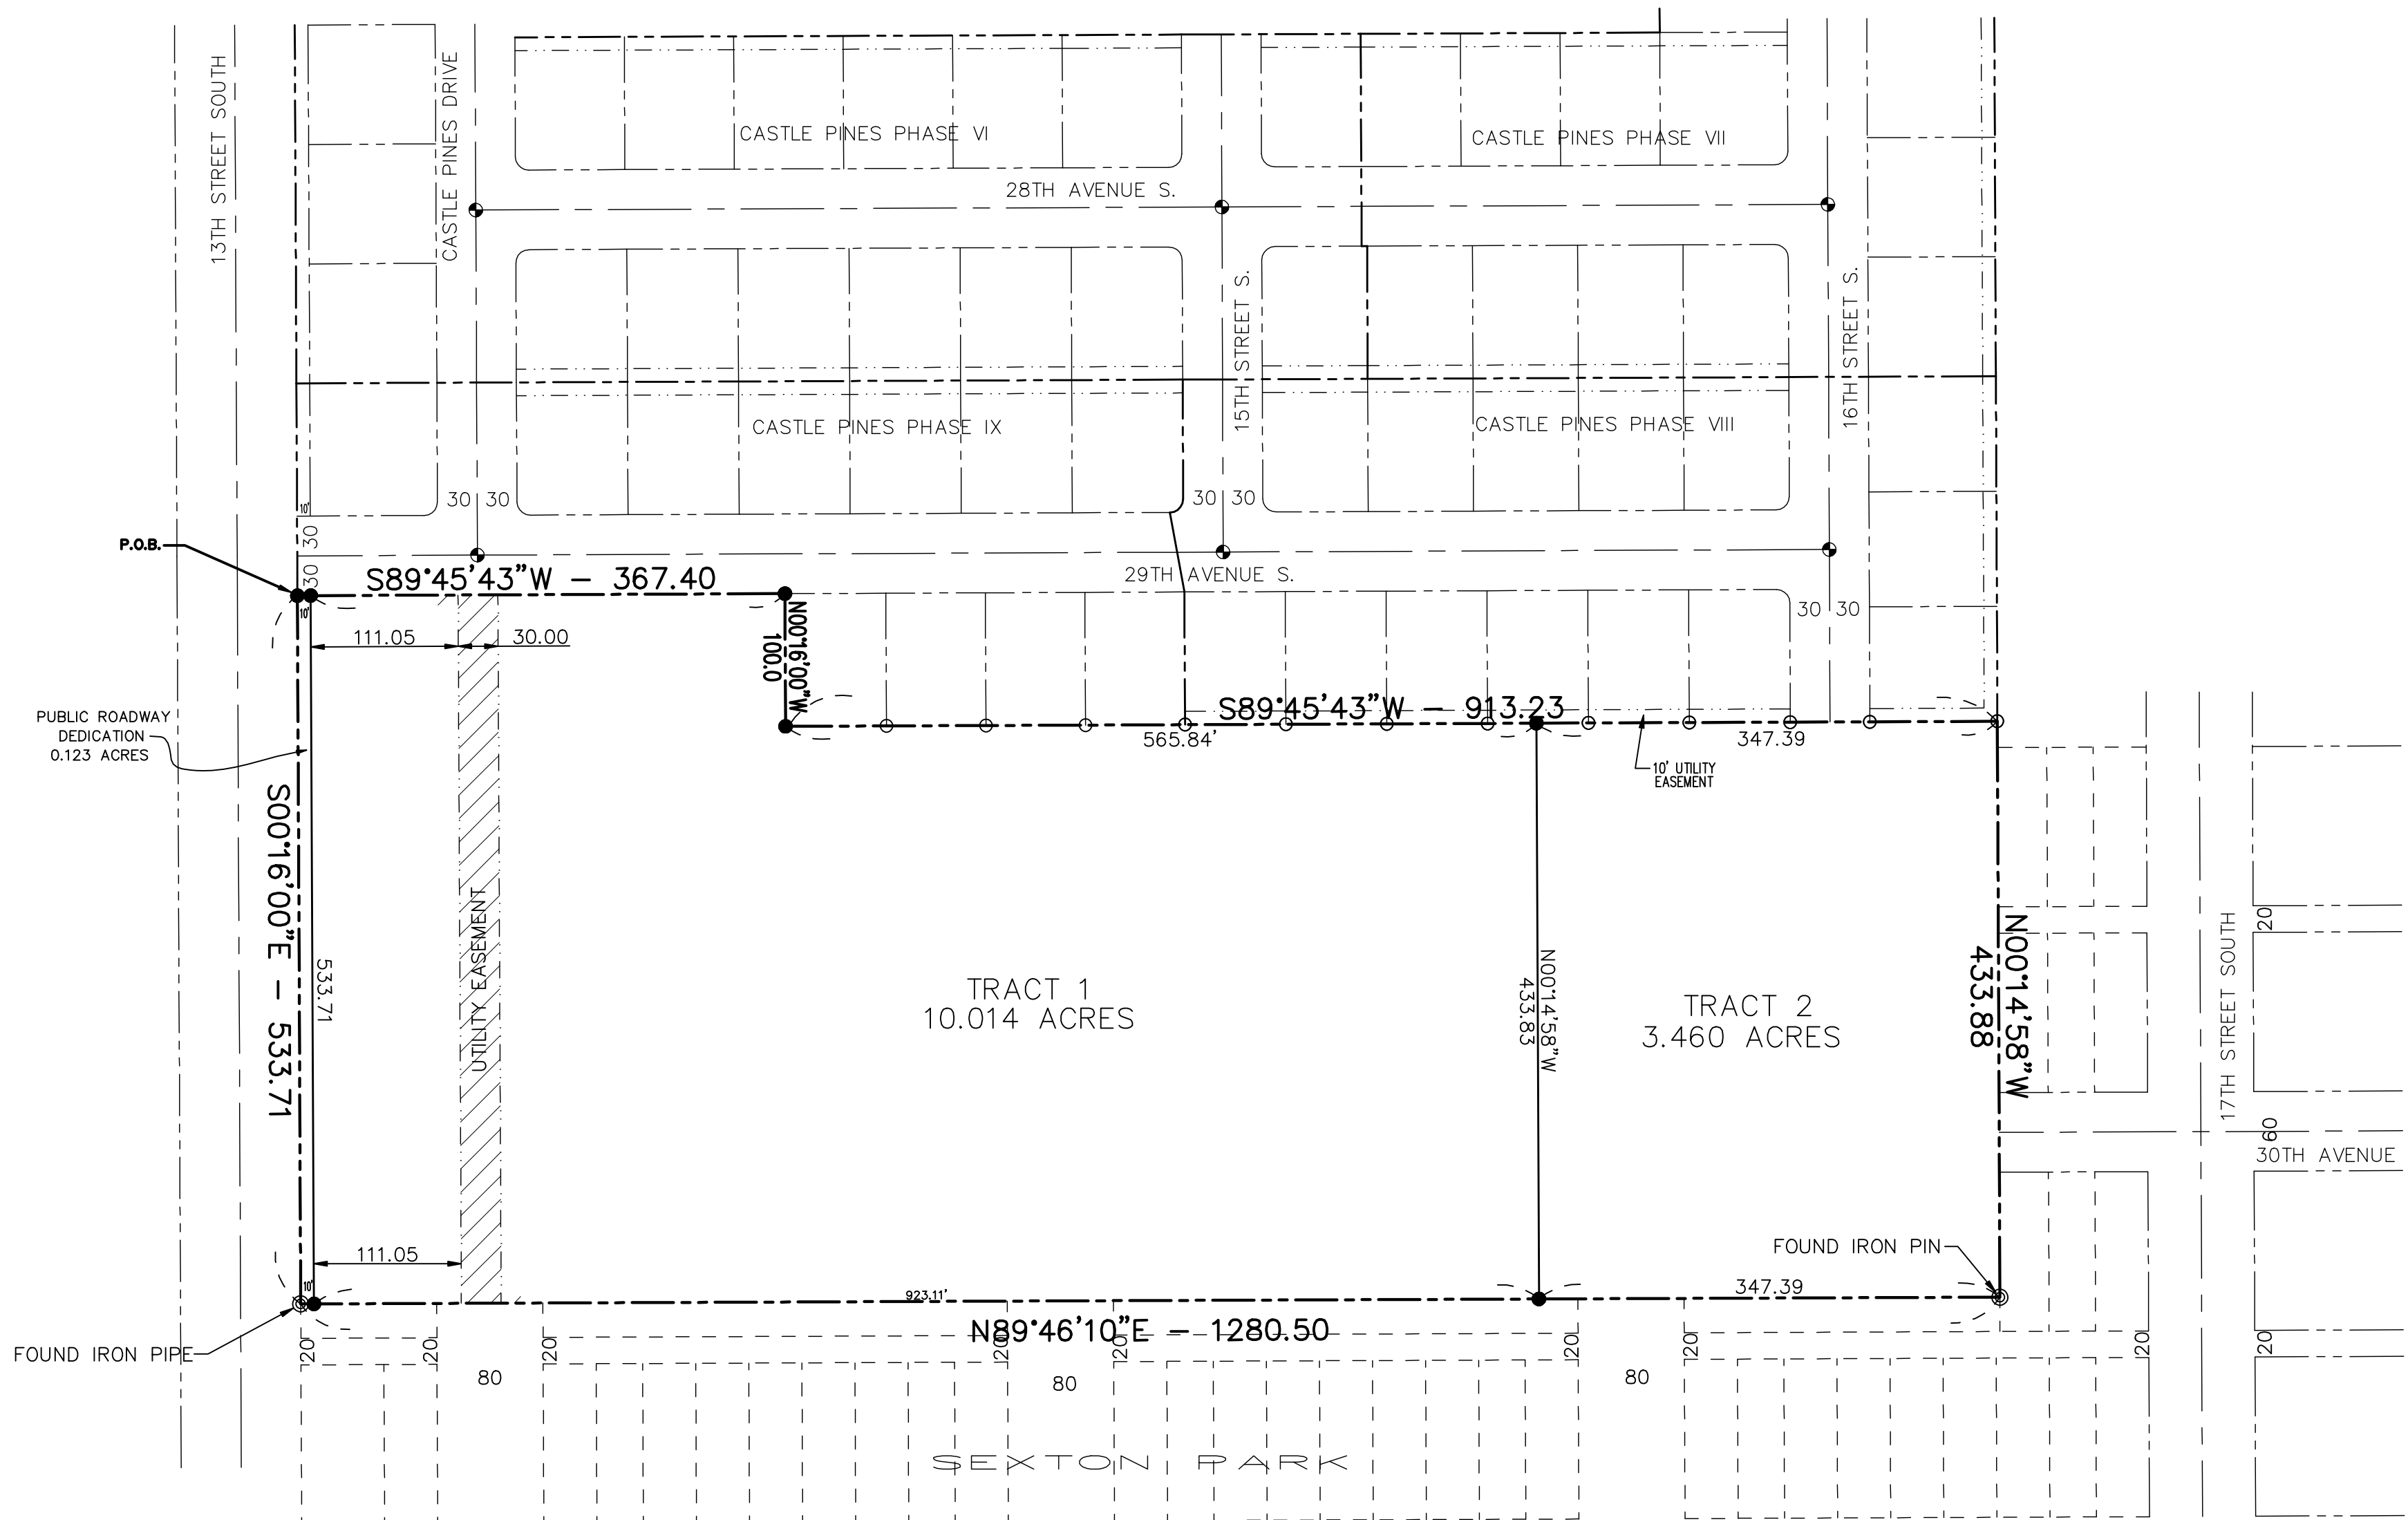 13TH STREET SOUTH
CASTLE PINES DRIVE
CASTLE PINES PHASE VI
CASTLE PINES PHASE VII
28TH AVENUE S.
15TH STREET S.
16TH STREET S.
CASTLE PINES PHASE IX
CASTLE PINES PHASE VIII
30 30
30 30
10'
30
P.O.B.
30
S89°45'43"W - 367.40
29TH AVENUE S.
10'
30 30
111.05
30.00
N00°16'00"W
100.0
S89°45'43"W - 913.23
565.84'
347.39
PUBLIC ROADWAY
DEDICATION
0.123 ACRES
10' UTILITY
EASEMENT
S00°16'00"E - 533.71
533.71
UTILITY EASEMENT
TRACT 1
10.014 ACRES
N00°14'58"W
433.83
TRACT 2
3.460 ACRES
N00°14'58"W
433.88
17TH STREET SOUTH
20
60
30TH AVENUE
111.05
FOUND IRON PIN
10'
923.11'
347.39
N89°46'10"E - 1280.50
FOUND IRON PIPE
20
20
20
20
20
20
20
20
20
80
80
80
SEXTON PARK